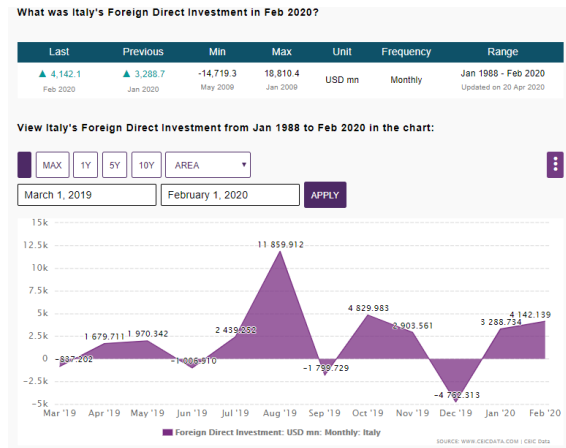 What was Italy's Foreign Direct Investment in Feb 2020?
Last Previous Min Max Unit Frequency Range
▲ 4,142.1 ▲ 3,288.7 -14,719.3 18,810.4 USD mn Monthly Jan 1988 - Feb 2020
Feb 2020 Jan 2020 May 2009 Jan 2009 Updated on 20 Apr 2020
View Italy's Foreign Direct Investment from Jan 1988 to Feb 2020 in the chart:
MAX 1Y 5Y 10Y AREA
March 1, 2019 February 1, 2020 APPLY
15k
12.5k
11 859.912
10k
7.5k
5k
4 829.983
4 142.139
3 288.734
2 903.561
2.5k
2 439.252
1 679.711 1 970.342
0
−2.5k
−1 799.729
−5k
Mar '19 Apr '19 May '19 Jun '19 Jul '19 Aug '19 Sep '19 Oct '19 Nov '19 Dec '19 Jan '20 Feb '20
Foreign Direct Investment: USD mn: Monthly: Italy
SOURCE: WWW.CEICDATA.COM | CEIC Data